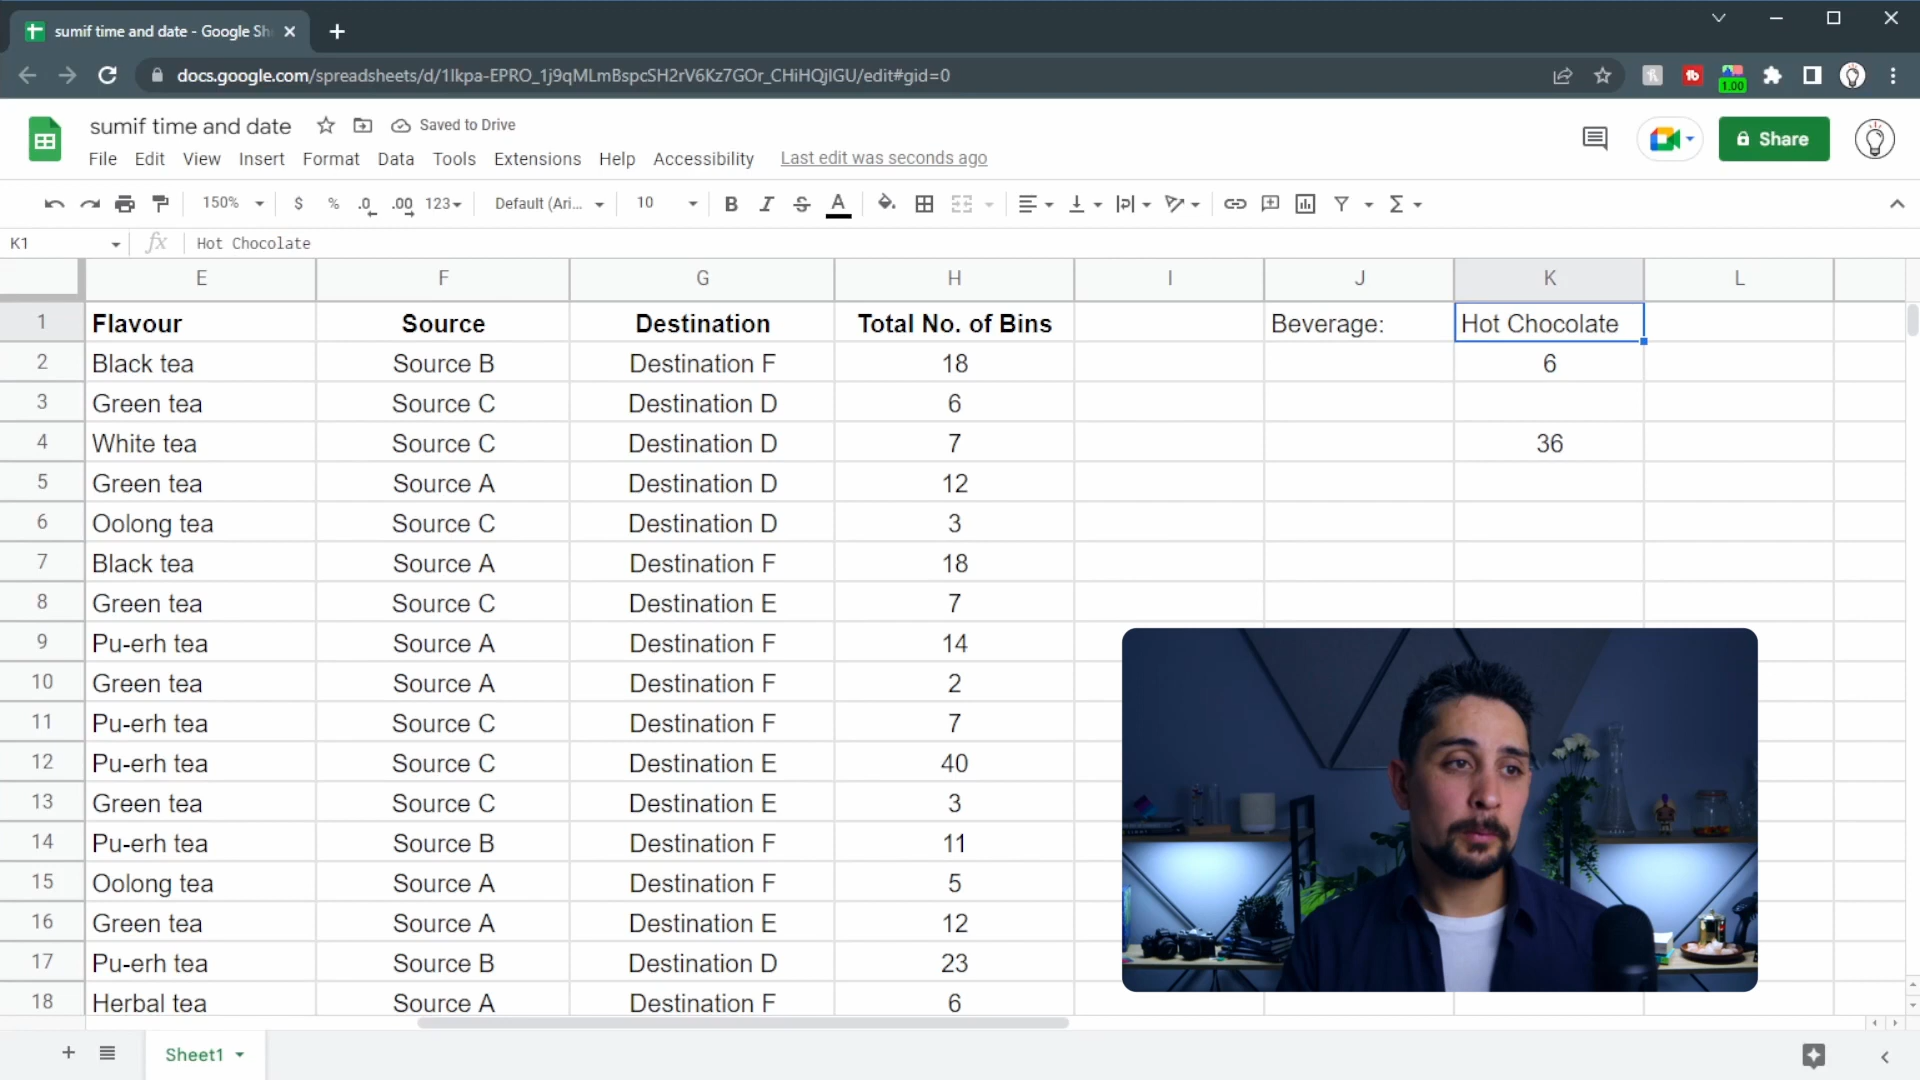 sumif time and date - Google Sh
docs.google.com/spreadsheets/d/1Ikpa-EPRO_1j9qMLmBspcSH2rV6Kz7GOr_CHiHQjIGU/edit#gid=0
1.00
sumif time and date Saved to Drive
File Edit View Insert Format Data Tools Extensions Help Accessibility Last edit was seconds ago
Share
150% $ % .0 .00 123 Default (Ari... 10 B I S A
K1 fx Hot Chocolate
E F G H I J K L
1 Flavour Source Destination Total No. of Bins Beverage: Hot Chocolate
2 Black tea Source B Destination F 18 6
3 Green tea Source C Destination D 6
4 White tea Source C Destination D 7 36
5 Green tea Source A Destination D 12
6 Oolong tea Source C Destination D 3
7 Black tea Source A Destination F 18
8 Green tea Source C Destination E 7
9 Pu-erh tea Source A Destination F 14
10 Green tea Source A Destination F 2
11 Pu-erh tea Source C Destination F 7
12 Pu-erh tea Source C Destination E 40
13 Green tea Source C Destination E 3
14 Pu-erh tea Source B Destination F 11
15 Oolong tea Source A Destination F 5
16 Green tea Source A Destination E 12
17 Pu-erh tea Source B Destination D 23
18 Herbal tea Source A Destination F 6
Sheet1